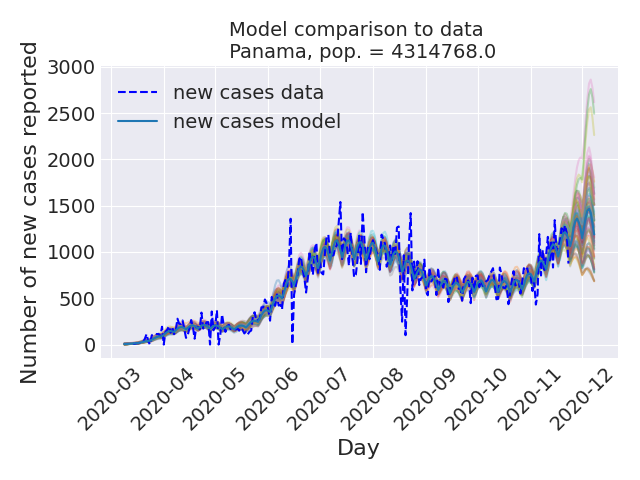 Model comparison to data
Panama, pop. = 4314768.0
Number of new cases reported
3000
2500
2000
1500
1000
500
0
new cases data
new cases model
2020-03
2020-04
2020-05
2020-06
2020-07
2020-08
2020-09
2020-10
2020-11
2020-12
Day